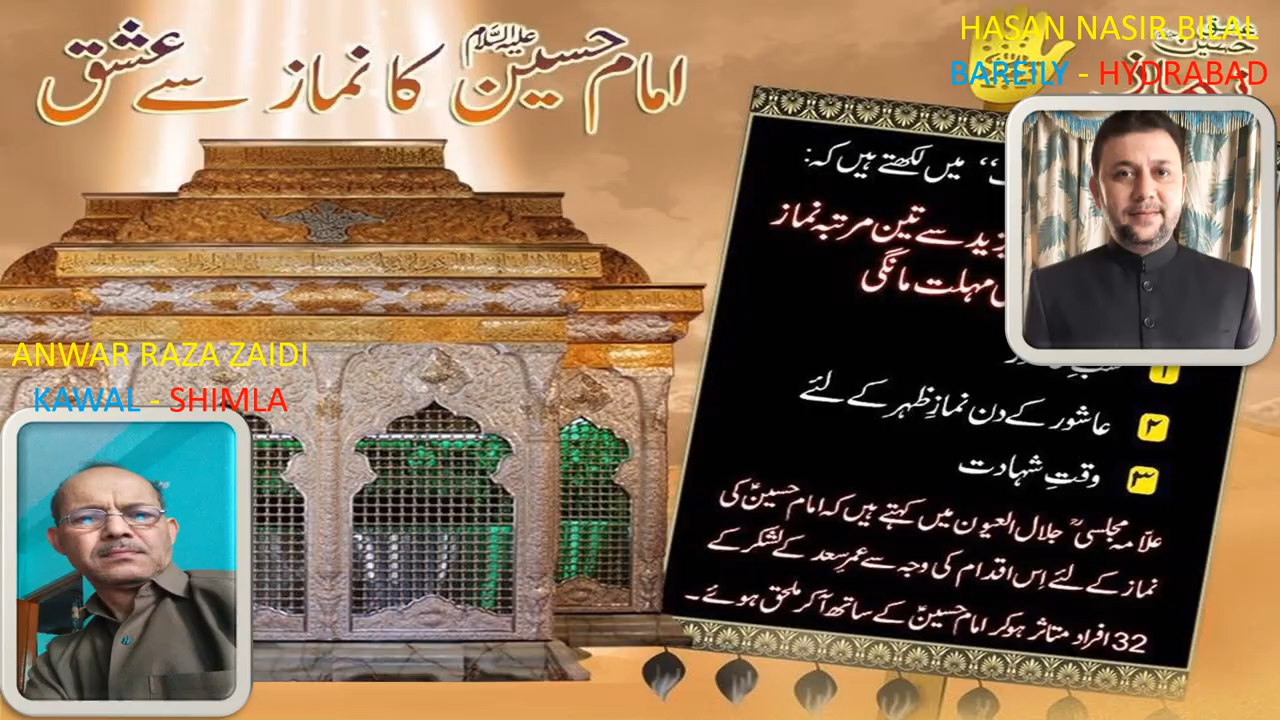 امام حسین علیہ السلام کا نماز سے عشق
HASAN NASIR BILAL
BAREILY - HYDRABAD
میں لکھتے ہیں کہ:
سے تین مرتبہ نماز
مہلت مانگی
۱
۲ عاشور کے دن نمازِ ظہر کے لئے
۳ وقتِ شہادت
علّامہ مجلسیؒ جلال العیون میں کہتے ہیں کہ امام حسینؑ کی
نماز کے لئے اِس اقدام کی وجہ سے عمرِ سعد کے لشکر کے
32 افراد متاثر ہوکر امام حسینؑ کے ساتھ آکر ملحق ہوئے۔
ANWAR RAZA ZAIDI
KAWAL - SHIMLA